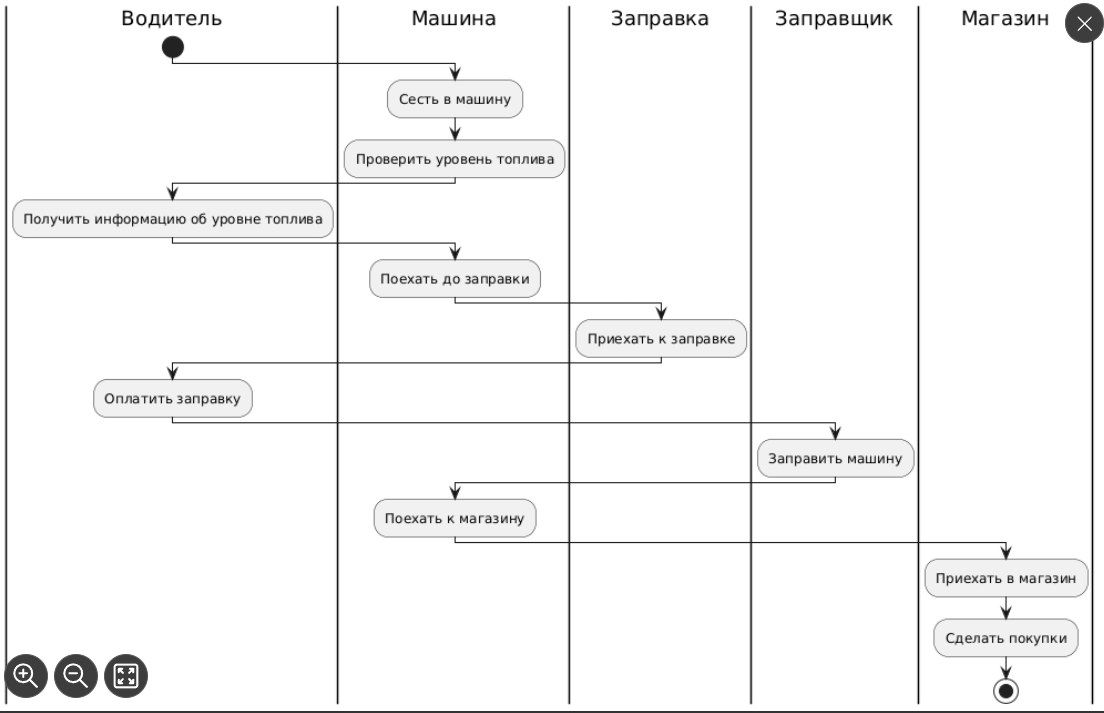 Водитель
Машина
Заправка
Заправщик
Магазин
Сесть в машину
Проверить уровень топлива
Получить информацию об уровне топлива
Поехать до заправки
Приехать к заправке
Оплатить заправку
Заправить машину
Поехать к магазину
Приехать в магазин
Сделать покупки